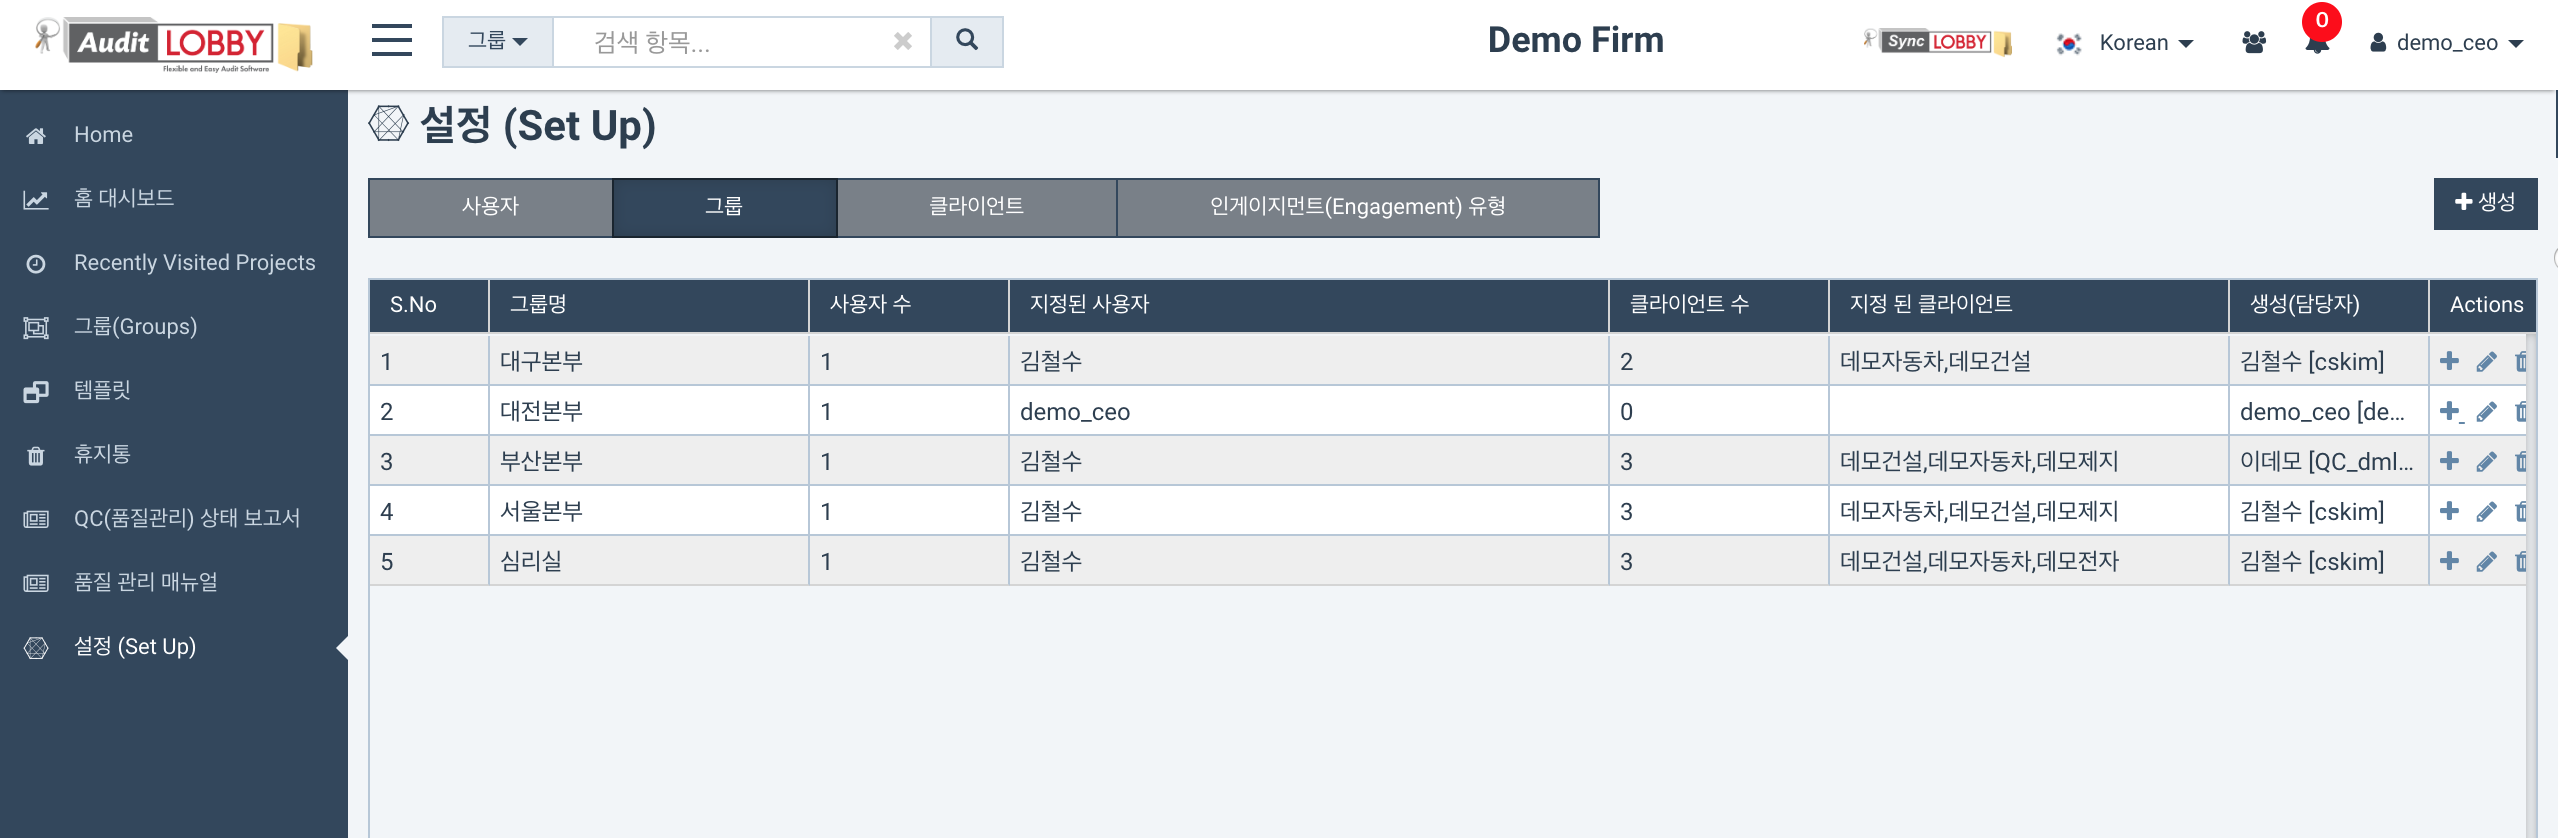 Audit LOBBY
Flexible and Easy Audit Software
그룹
검색 항목...
Demo Firm
Sync LOBBY
Korean
0
demo_ceo
Home
홈 대시보드
Recently Visited Projects
그룹(Groups)
템플릿
휴지통
QC(품질관리) 상태 보고서
품질 관리 매뉴얼
설정 (Set Up)
설정 (Set Up)
사용자 그룹 클라이언트 인게이지먼트(Engagement) 유형
생성
S.No 그룹명 사용자 수 지정된 사용자 클라이언트 수 지정 된 클라이언트 생성(담당자) Actions
1 대구본부 1 김철수 2 데모자동차,데모건설 김철수 [cskim]
2 대전본부 1 demo_ceo 0 demo_ceo [de...
3 부산본부 1 김철수 3 데모건설,데모자동차,데모제지 이데모 [QC_dml...
4 서울본부 1 김철수 3 데모자동차,데모건설,데모제지 김철수 [cskim]
5 심리실 1 김철수 3 데모건설,데모자동차,데모전자 김철수 [cskim]